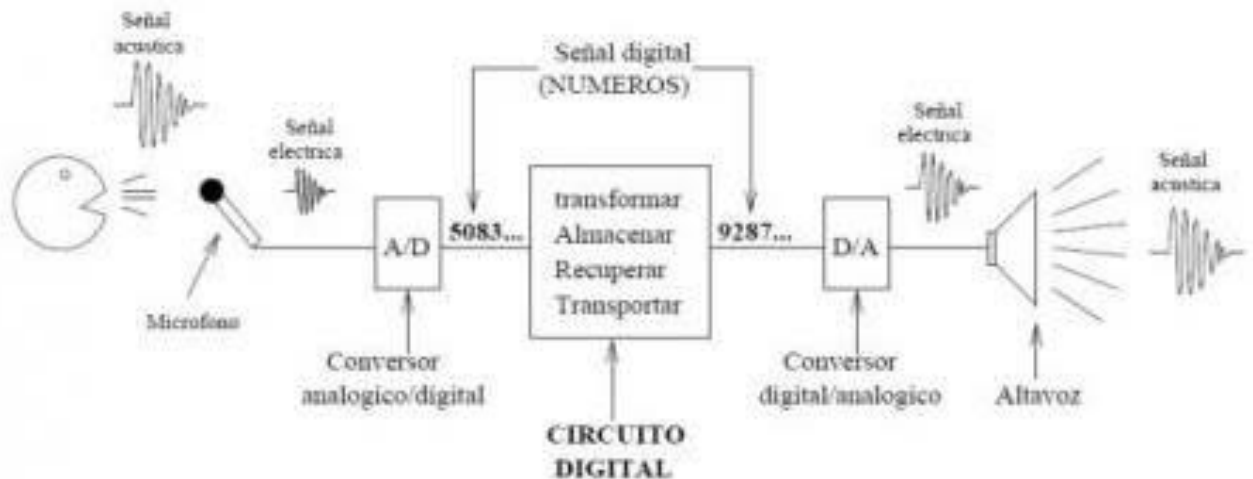 Señal
acustica
Señal digital
(NUMEROS)
Señal
electrica
Señal
electrica
Señal
acustica
A/D
5083...
transformar
Almacenar
Recuperar
Transportar
9287...
D/A
Microfono
Conversor
analogico/digital
Conversor
digital/analogico
Altavoz
CIRCUITO
DIGITAL